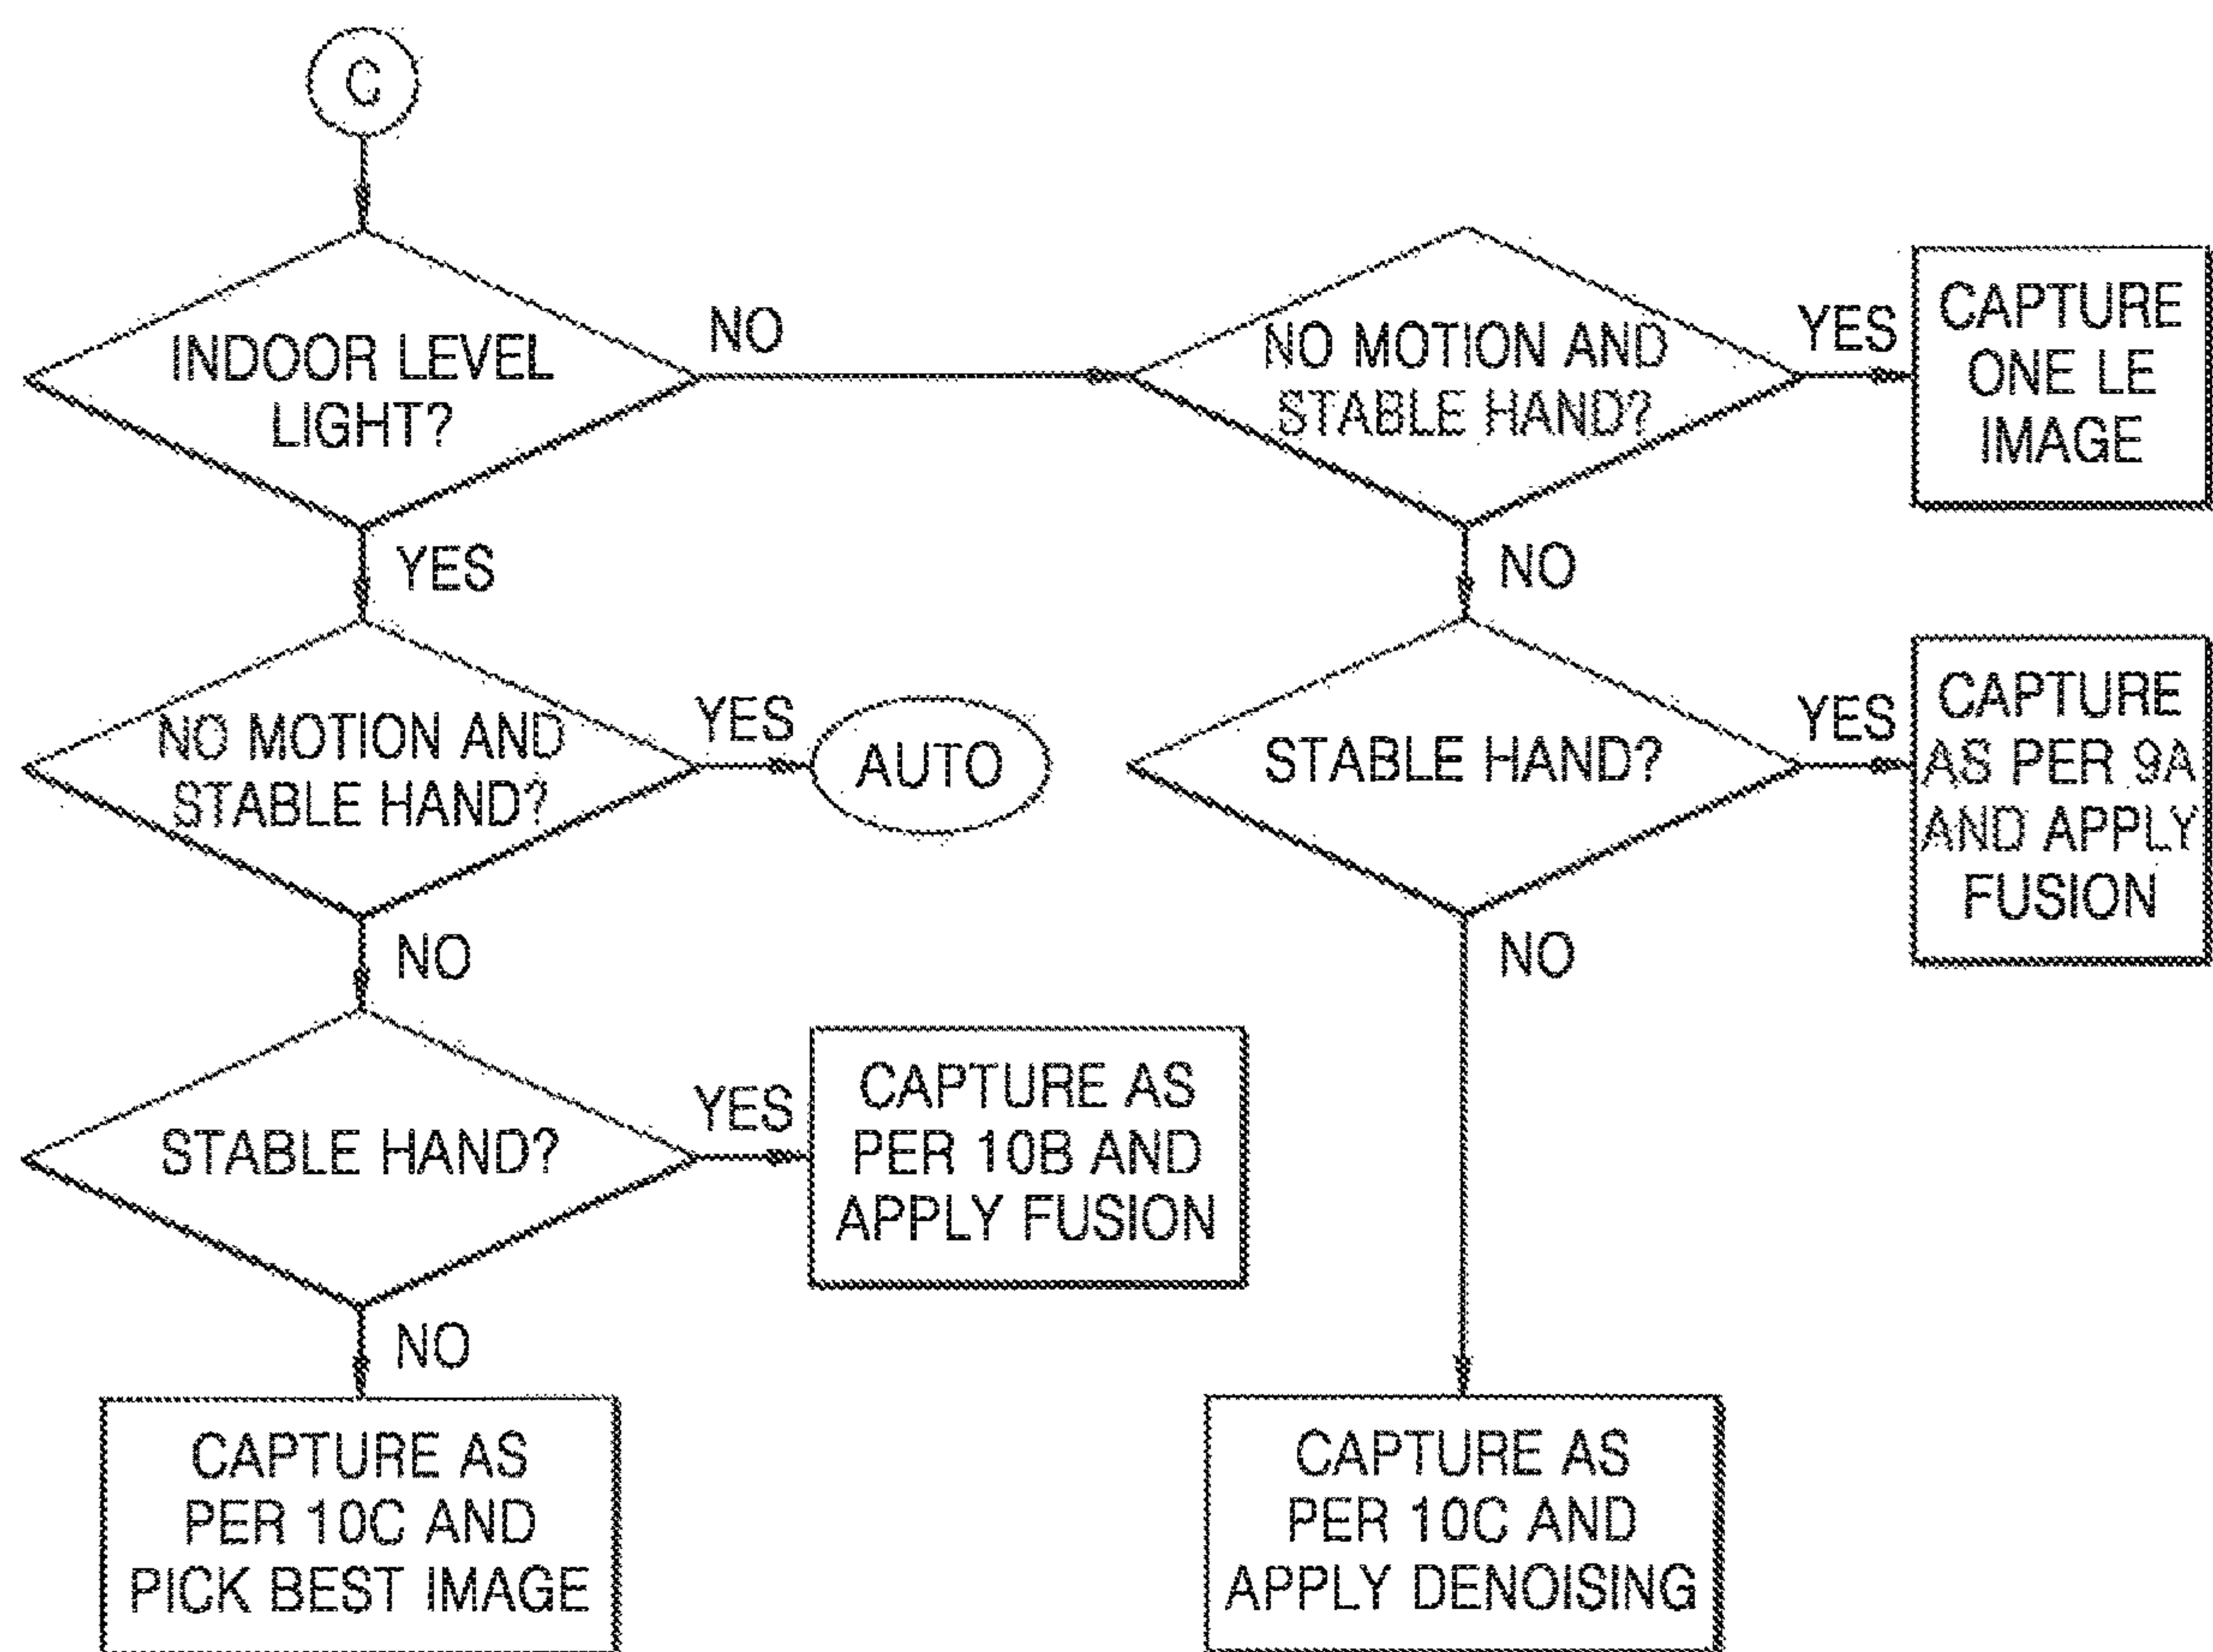 C
INDOOR LEVEL
LIGHT?
NO
NO MOTION AND
STABLE HAND?
YES
CAPTURE
ONE LE
IMAGE
YES
NO
NO MOTION AND
STABLE HAND?
YES
AUTO
STABLE HAND?
YES
CAPTURE
AS PER 9A
AND APPLY
FUSION
NO
NO
STABLE HAND?
YES
CAPTURE AS
PER 10B AND
APPLY FUSION
NO
CAPTURE AS
PER 10C AND
PICK BEST IMAGE
CAPTURE AS
PER 10C AND
APPLY DENOISING